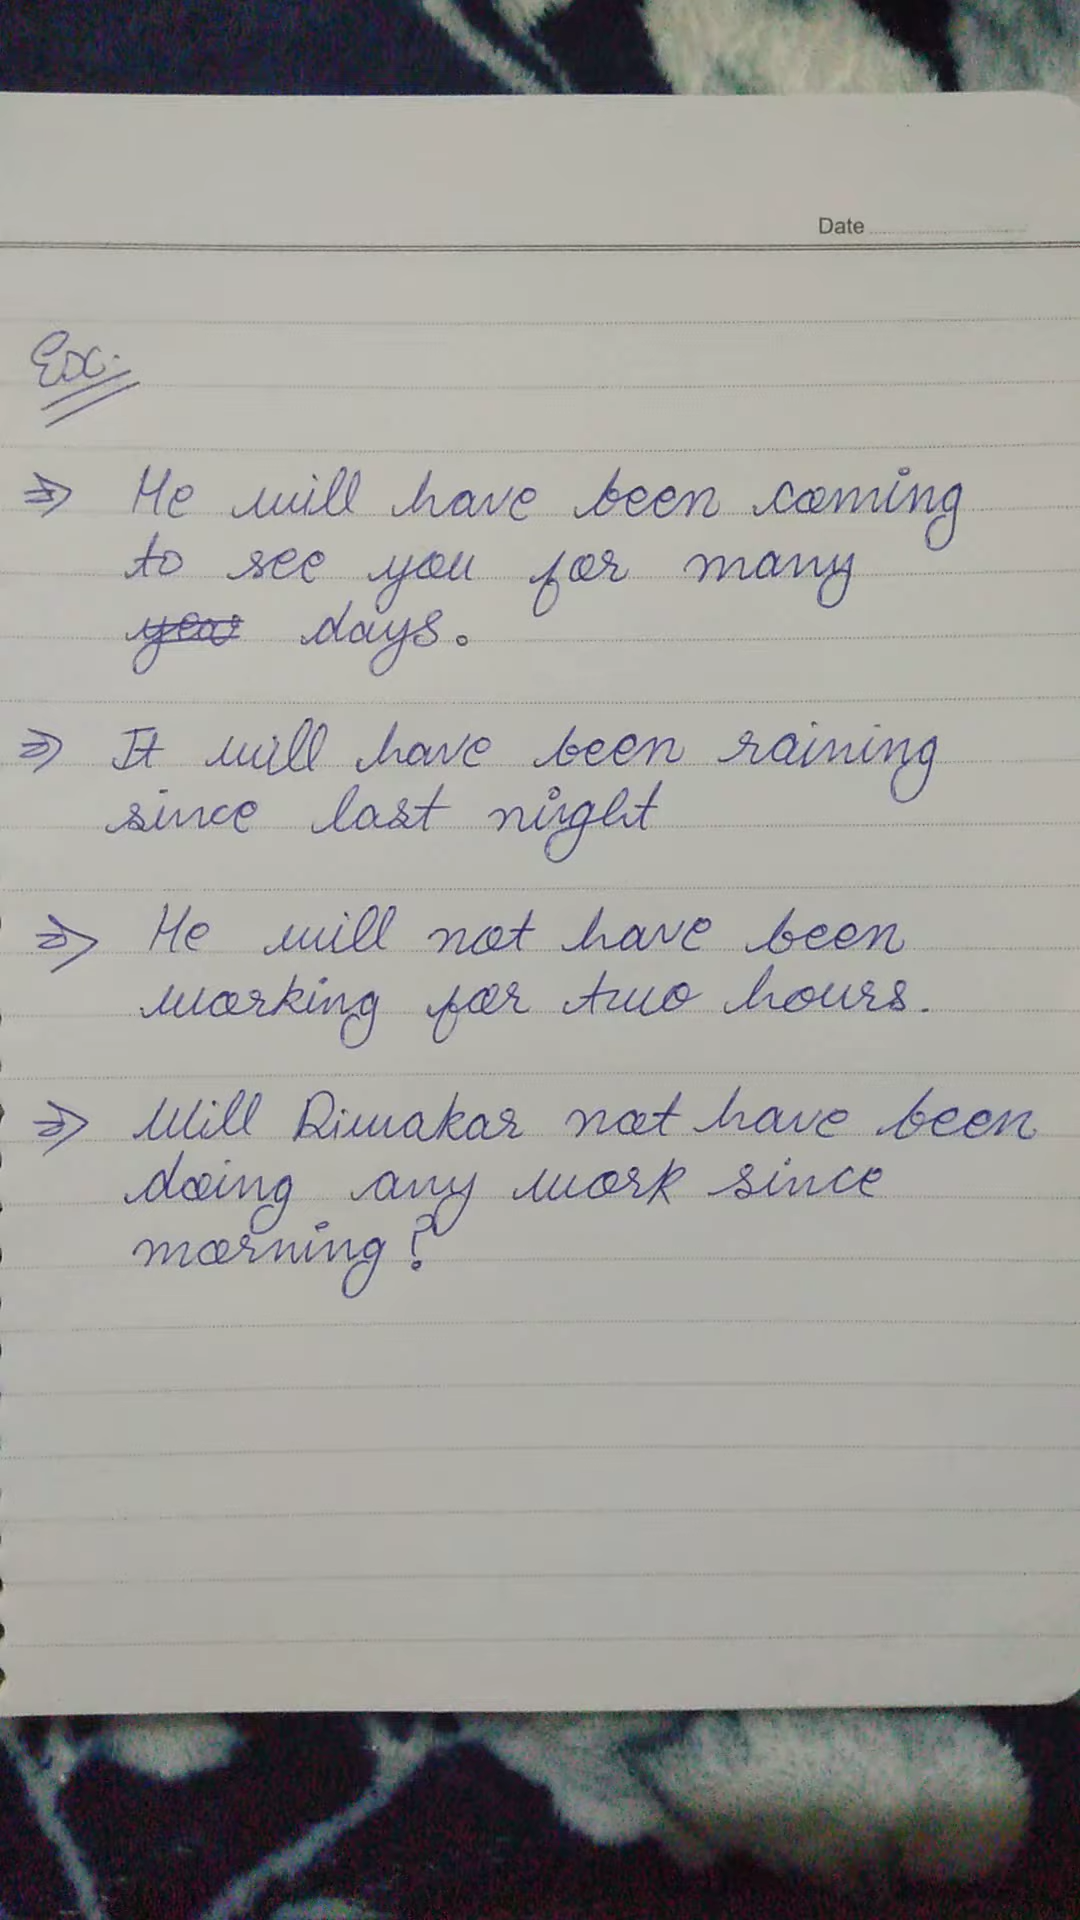 Date
Ex.
⇒ He will have been coming
to see you for many
year days.
⇒ It will have been raining
since last night
⇒ He will not have been
working for two hours.
⇒ Will Diwakar not have been
doing any work since
morning?